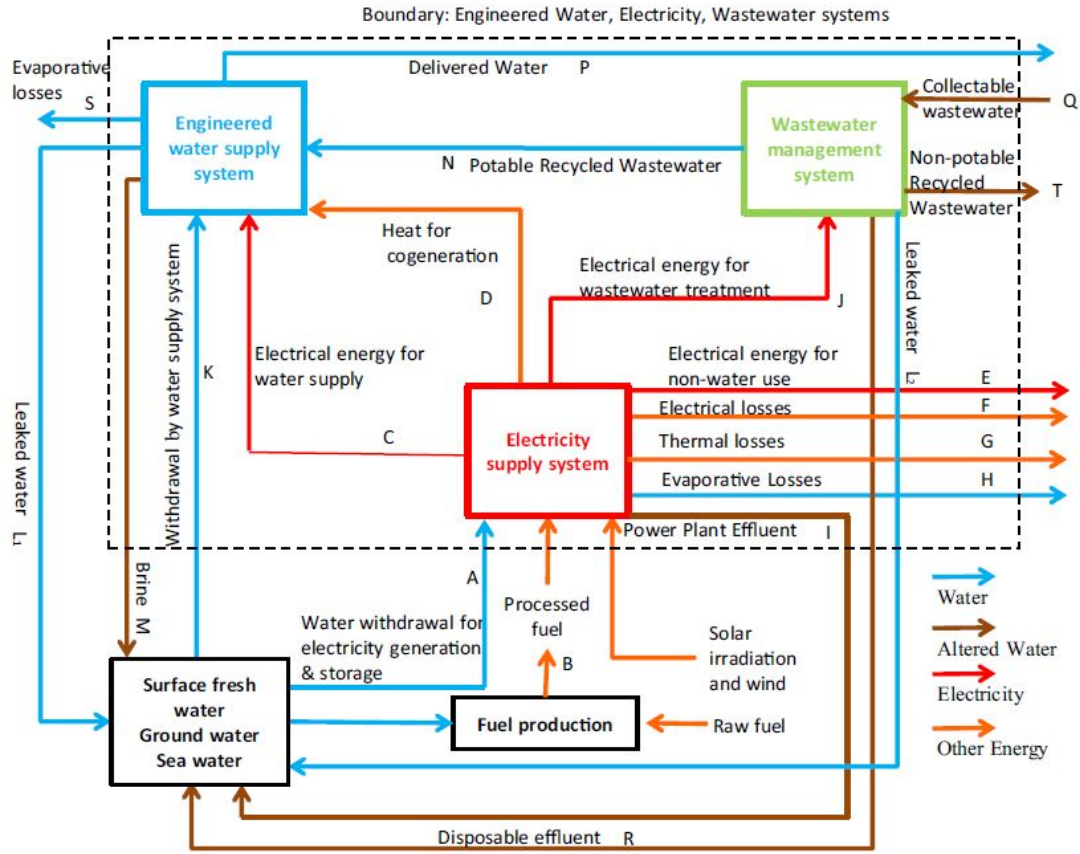 Boundary: Engineered Water, Electricity, Wastewater systems
Evaporative
losses
S
Delivered Water P
Collectable
wastewater
Q
Engineered
water supply
system
Wastewater
management
system
N Potable Recycled Wastewater
Non-potable
Recycled
Wastewater
T
Heat for
cogeneration
D
Electrical energy for
wastewater treatment
J
Leaked water L₂
Withdrawal by water supply system
K
Electrical energy for
water supply
C
Electrical energy for
non-water use
E
Electrical losses F
Thermal losses G
Evaporative Losses H
Electricity
supply system
Power Plant Effluent I
Leaked water L₁
Brine M
A
Water withdrawal for
electricity generation
& storage
Processed
fuel
B
Solar
irradiation
and wind
Water
Altered Water
Electricity
Other Energy
Surface fresh
water
Ground water
Sea water
Fuel production
Raw fuel
Disposable effluent R